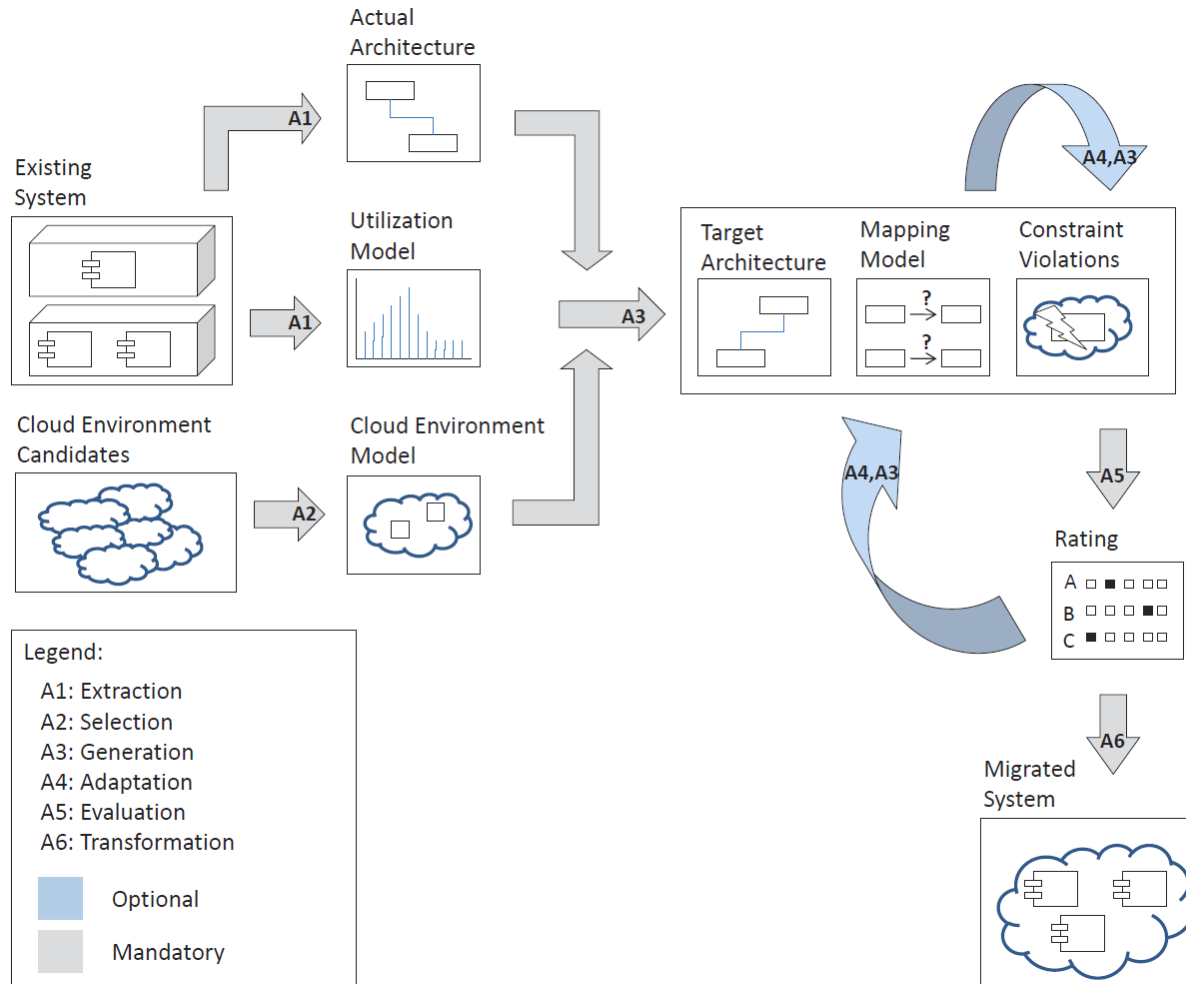 Actual
Architecture
A1
Existing
System
Utilization
Model
A1
Cloud Environment
Candidates
A2
Cloud Environment
Model
A3
A4,A3
Target
Architecture
Mapping
Model
?
?
Constraint
Violations
A4,A3
A5
Rating
A
B
C
A6
Migrated
System
Legend:
A1: Extraction
A2: Selection
A3: Generation
A4: Adaptation
A5: Evaluation
A6: Transformation
Optional
Mandatory